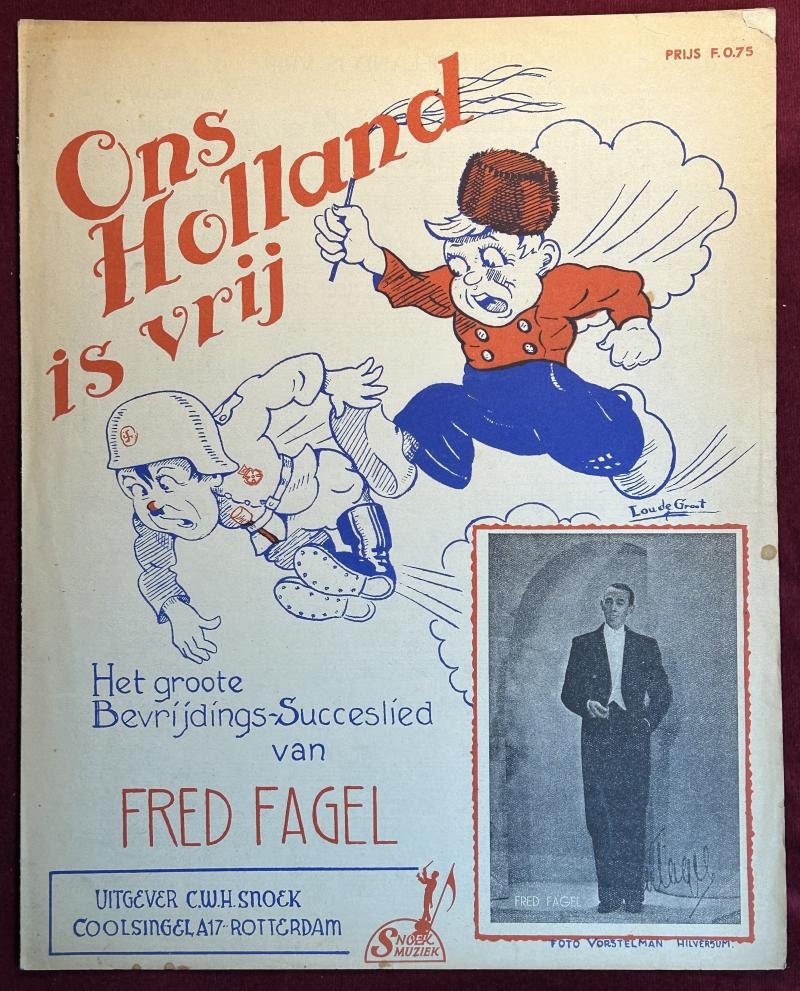 PRIJS F. 0.75
Ons
Holland
is vrij
Lou de Groot
Het groote
Bevrijdings-Succeslied
van
FRED FAGEL
UITGEVER C.W.H. SNOEK
COOLSINGEL A17-ROTTERDAM
SNOEK
MUZIEK
Fagel
FRED FAGEL
FOTO VORSTELMAN HILVERSUM.